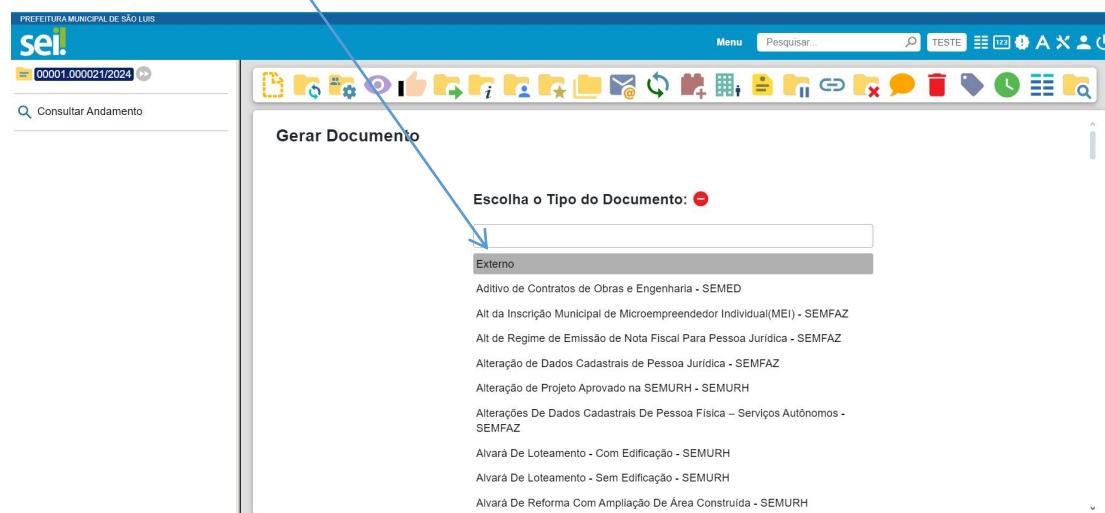 PREFEITURA MUNICIPAL DE SÃO LUIS
sei!
Menu Pesquisar... TESTE 123 A
00001.000021/2024
Consultar Andamento
Gerar Documento
Escolha o Tipo do Documento:
Externo
Aditivo de Contratos de Obras e Engenharia - SEMED
Alt da Inscrição Municipal de Microempreendedor Individual(MEI) - SEMFAZ
Alt de Regime de Emissão de Nota Fiscal Para Pessoa Jurídica - SEMFAZ
Alteração de Dados Cadastrais de Pessoa Jurídica - SEMFAZ
Alteração de Projeto Aprovado na SEMURH - SEMURH
Alterações De Dados Cadastrais De Pessoa Física – Serviços Autônomos -
SEMFAZ
Alvará De Loteamento - Com Edificação - SEMURH
Alvará De Loteamento - Sem Edificação - SEMURH
Alvará De Reforma Com Ampliação De Área Construída - SEMURH